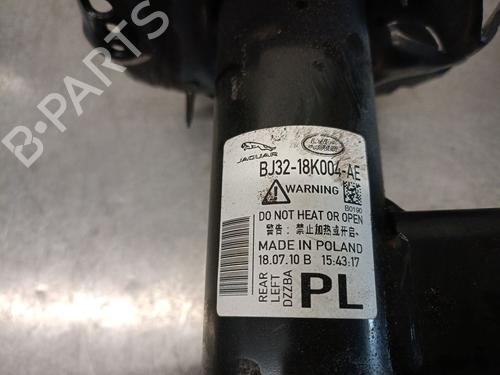 B-PARTS
JAGUAR
BJ32-18K004-AE
WARNING
B0190
DO NOT HEAT OR OPEN
警告: 禁止加热或开启-
MADE IN POLAND
18.07.10 B 15:43:17
REAR
LEFT
DZZBA
PL